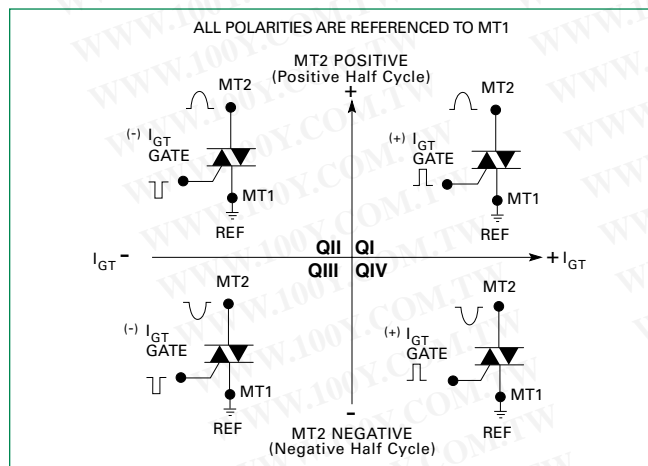 ALL POLARITIES ARE REFERENCED TO MT1
MT2 POSITIVE
(Positive Half Cycle)
+
MT2
(-) IGT
GATE
MT1
REF
MT2
(+) IGT
GATE
MT1
REF
IGT -
QII QI
QIII QIV
+ IGT
MT2
(-) IGT
GATE
MT1
REF
MT2
(+) IGT
GATE
MT1
REF
-
MT2 NEGATIVE
(Negative Half Cycle)
WWW.100Y.COM.TW